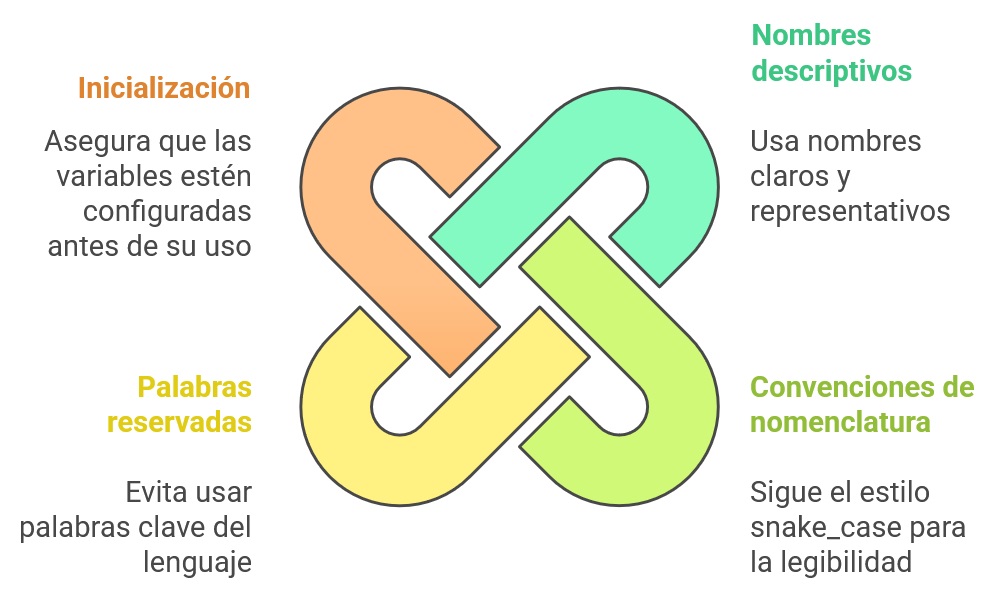 Inicialización
Asegura que las
variables estén
configuradas
antes de su uso
Nombres
descriptivos
Usa nombres
claros y
representativos
Palabras
reservadas
Evita usar
palabras clave del
lenguaje
Convenciones de
nomenclatura
Sigue el estilo
snake_case para
la legibilidad